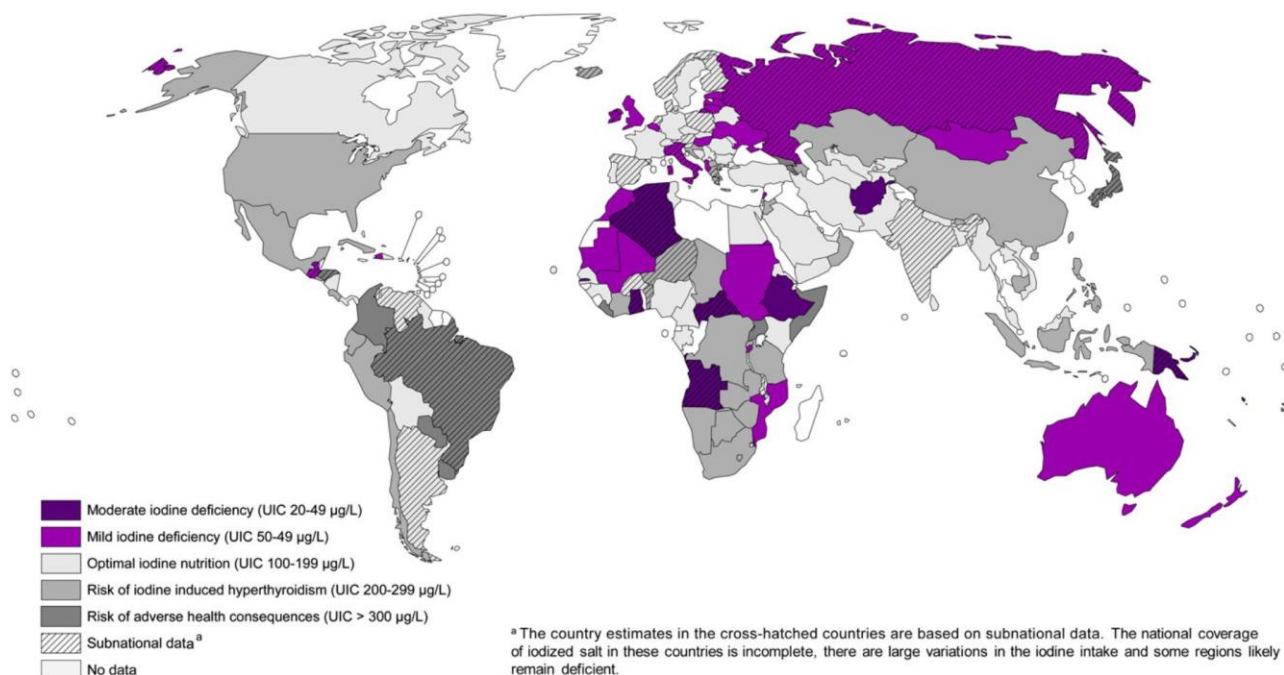 Moderate iodine deficiency (UIC 20-49 µg/L)
Mild iodine deficiency (UIC 50-49 µg/L)
Optimal iodine nutrition (UIC 100-199 µg/L)
Risk of iodine induced hyperthyroidism (UIC 200-299 µg/L)
Risk of adverse health consequences (UIC > 300 µg/L)
Subnational data a
No data
a The country estimates in the cross-hatched countries are based on subnational data. The national coverage
of iodized salt in these countries is incomplete, there are large variations in the iodine intake and some regions likely
remain deficient.